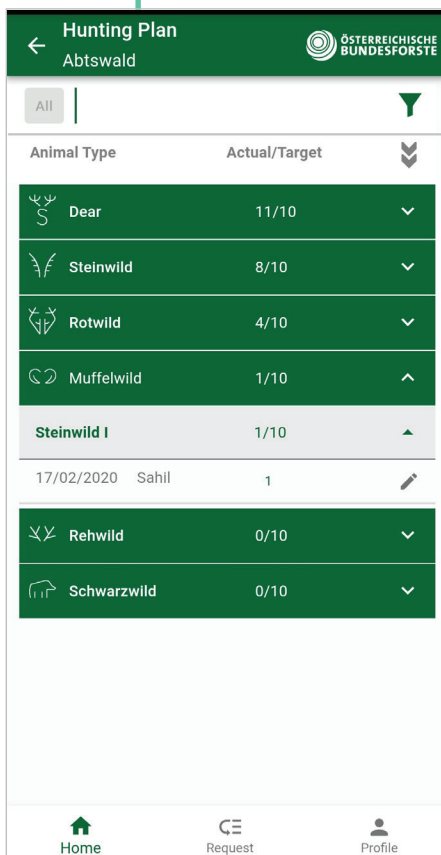 Hunting Plan
Abtswald
ÖSTERREICHISCHE
BUNDESFORSTE
All
Animal Type Actual/Target
Dear 11/10
Steinwild 8/10
Rotwild 4/10
Muffelwild 1/10
Steinwild I 1/10
17/02/2020 Sahil 1
Rehwild 0/10
Schwarzwild 0/10
Home Request Profile